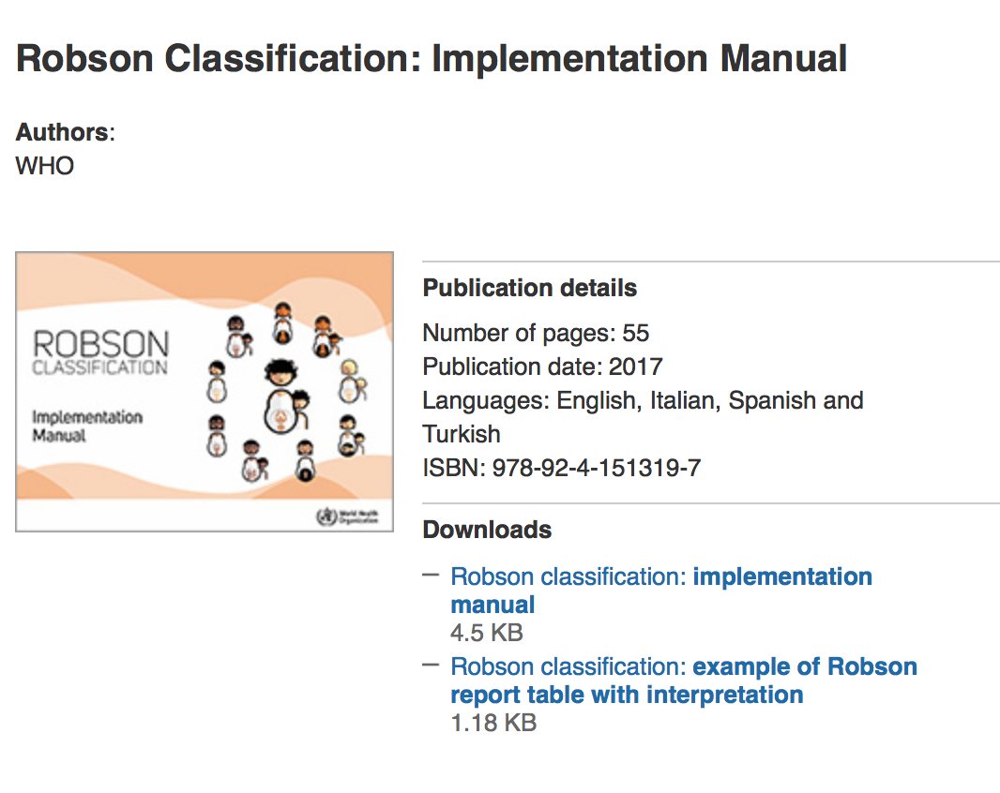 Robson Classification: Implementation Manual
Authors:
WHO
ROBSON
CLASSIFICATION
Implementation
Manual
World Health
Organization
Publication details
Number of pages: 55
Publication date: 2017
Languages: English, Italian, Spanish and
Turkish
ISBN: 978-92-4-151319-7
Downloads
– Robson classification: implementation
manual
4.5 KB
– Robson classification: example of Robson
report table with interpretation
1.18 KB